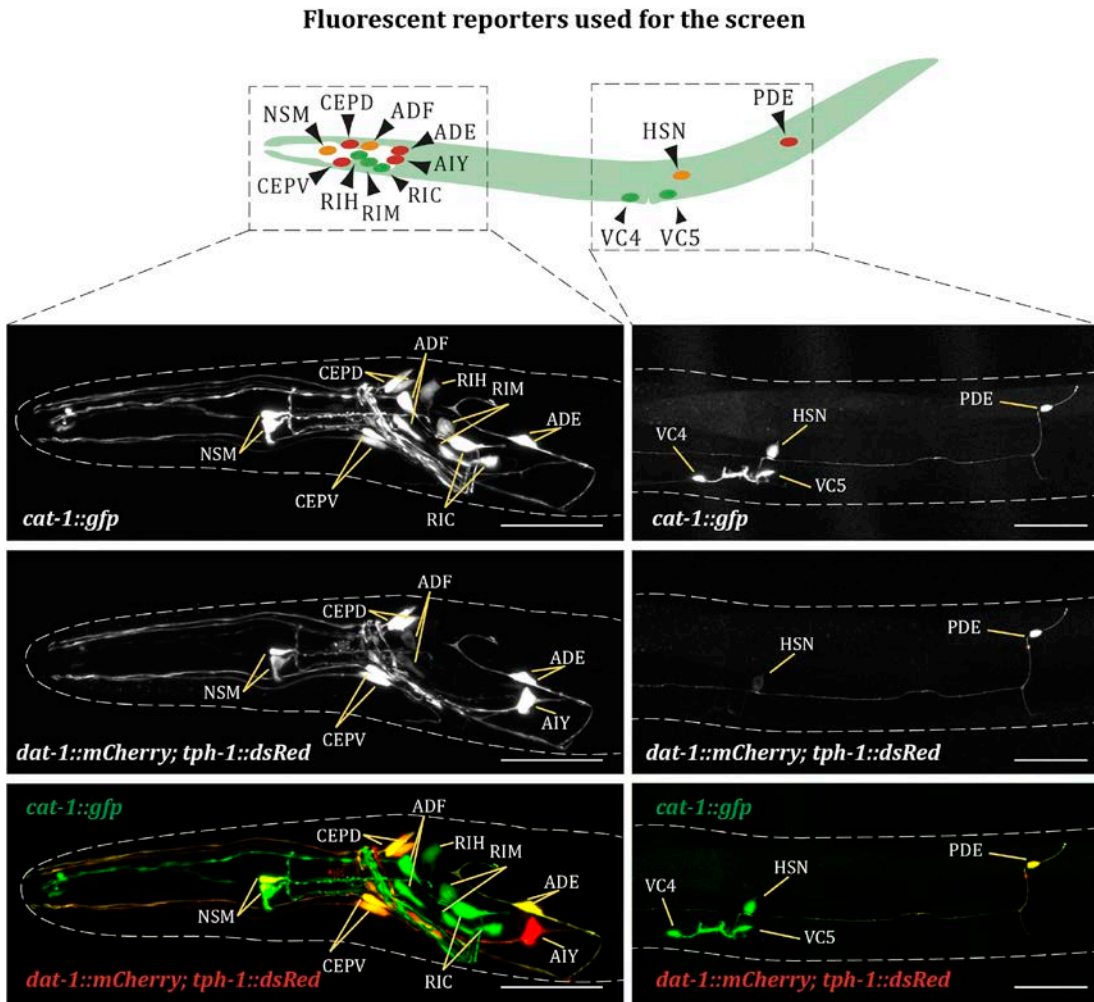 Fluorescent reporters used for the screen
NSM
CEPD
ADF
ADE
AIY
CEPV
RIH
RIM
RIC
HSN
PDE
VC4
VC5
ADF
CEPD
RIH
RIM
ADE
NSM
CEPV
RIC
cat-1::gfp
PDE
HSN
VC4
VC5
cat-1::gfp
ADF
CEPD
ADE
NSM
AIY
CEPV
dat-1::mCherry; tph-1::dsRed
PDE
HSN
dat-1::mCherry; tph-1::dsRed
cat-1::gfp
ADF
CEPD
RIH
RIM
ADE
NSM
AIY
CEPV
RIC
dat-1::mCherry; tph-1::dsRed
cat-1::gfp
PDE
HSN
VC4
VC5
dat-1::mCherry; tph-1::dsRed